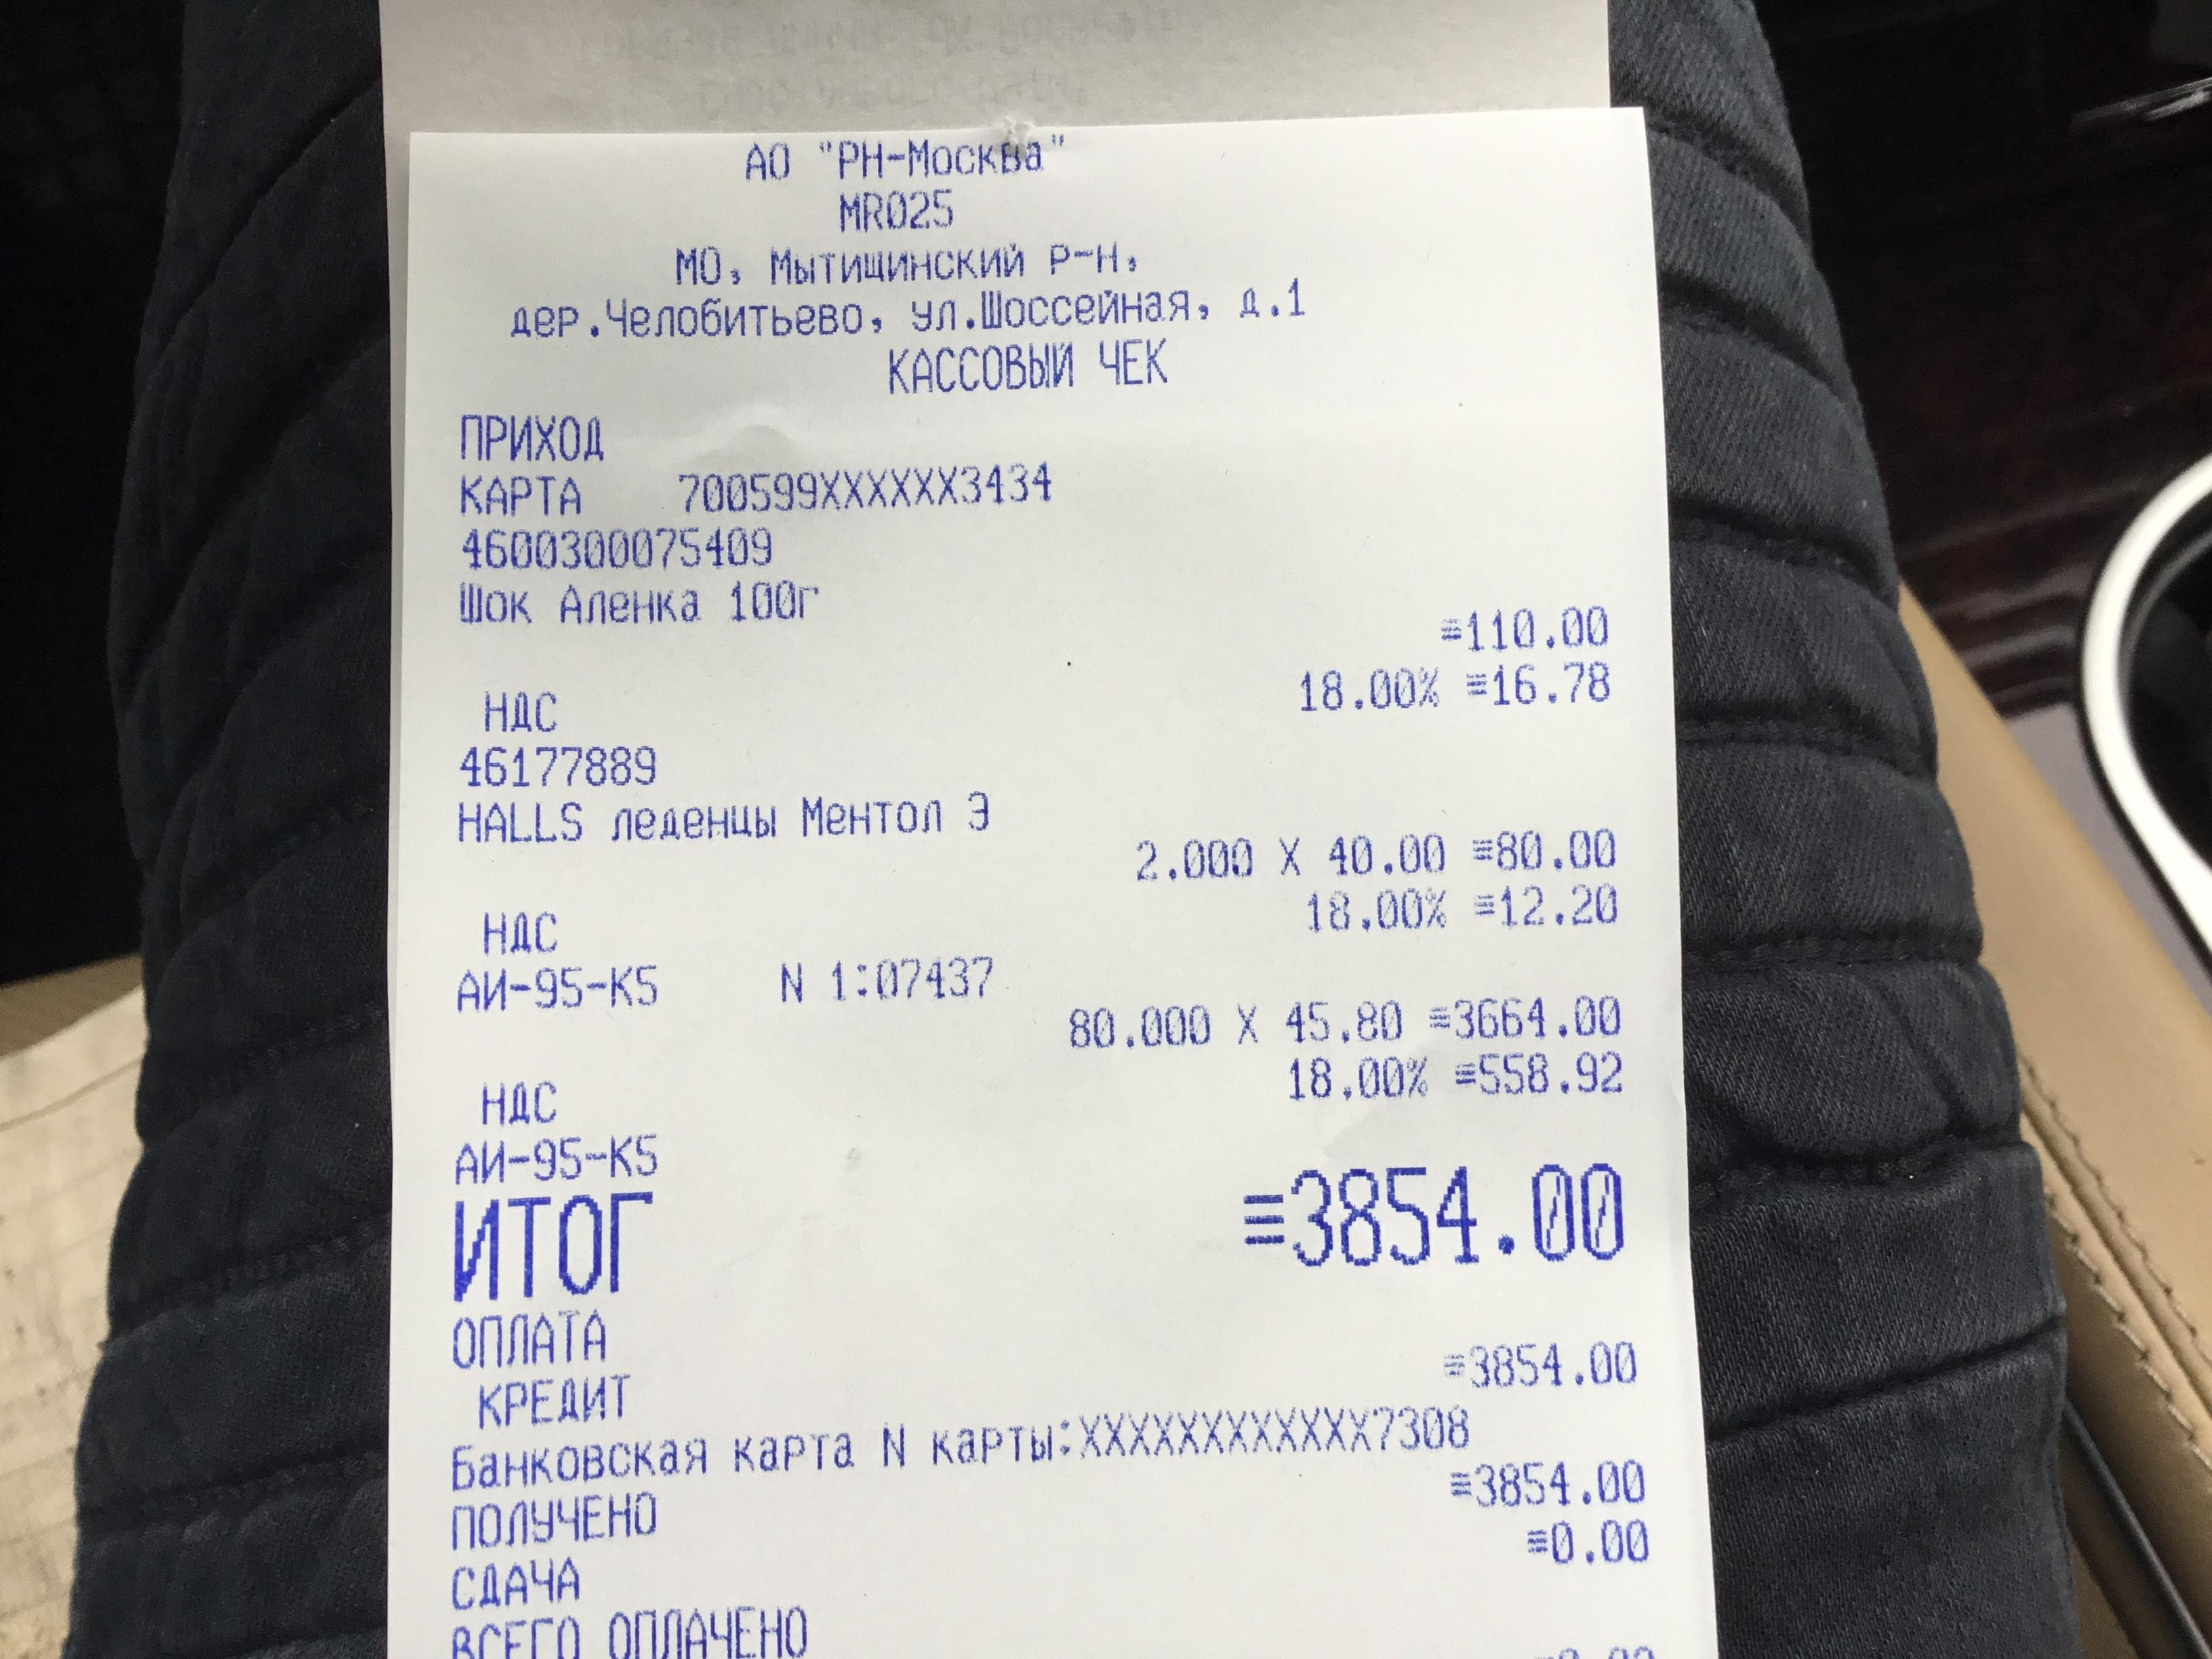 АО "РН-Москва"
MR025
МО, Мытищинский р-н,
дер.Челобитьево, ул.Шоссейная, д.1
КАССОВЫЙ ЧЕК
ПРИХОД
КАРТА 700599XXXXXX3434
4600300075409
Шок Аленка 100г
≡110.00
НДС 18.00% ≡16.78
46177889
HALLS леденцы Ментол Э
2.000 X 40.00 ≡80.00
НДС 18.00% ≡12.20
АИ-95-К5 N 1:07437
80.000 X 45.80 ≡3664.00
НДС 18.00% ≡558.92
АИ-95-К5
ИТОГ ≡3854.00
ОПЛАТА
КРЕДИТ ≡3854.00
Банковская карта N карты:XXXXXXXXXXXX7308
ПОЛУЧЕНО ≡3854.00
СДАЧА ≡0.00
ВСЕГО ОПЛАЧЕНО